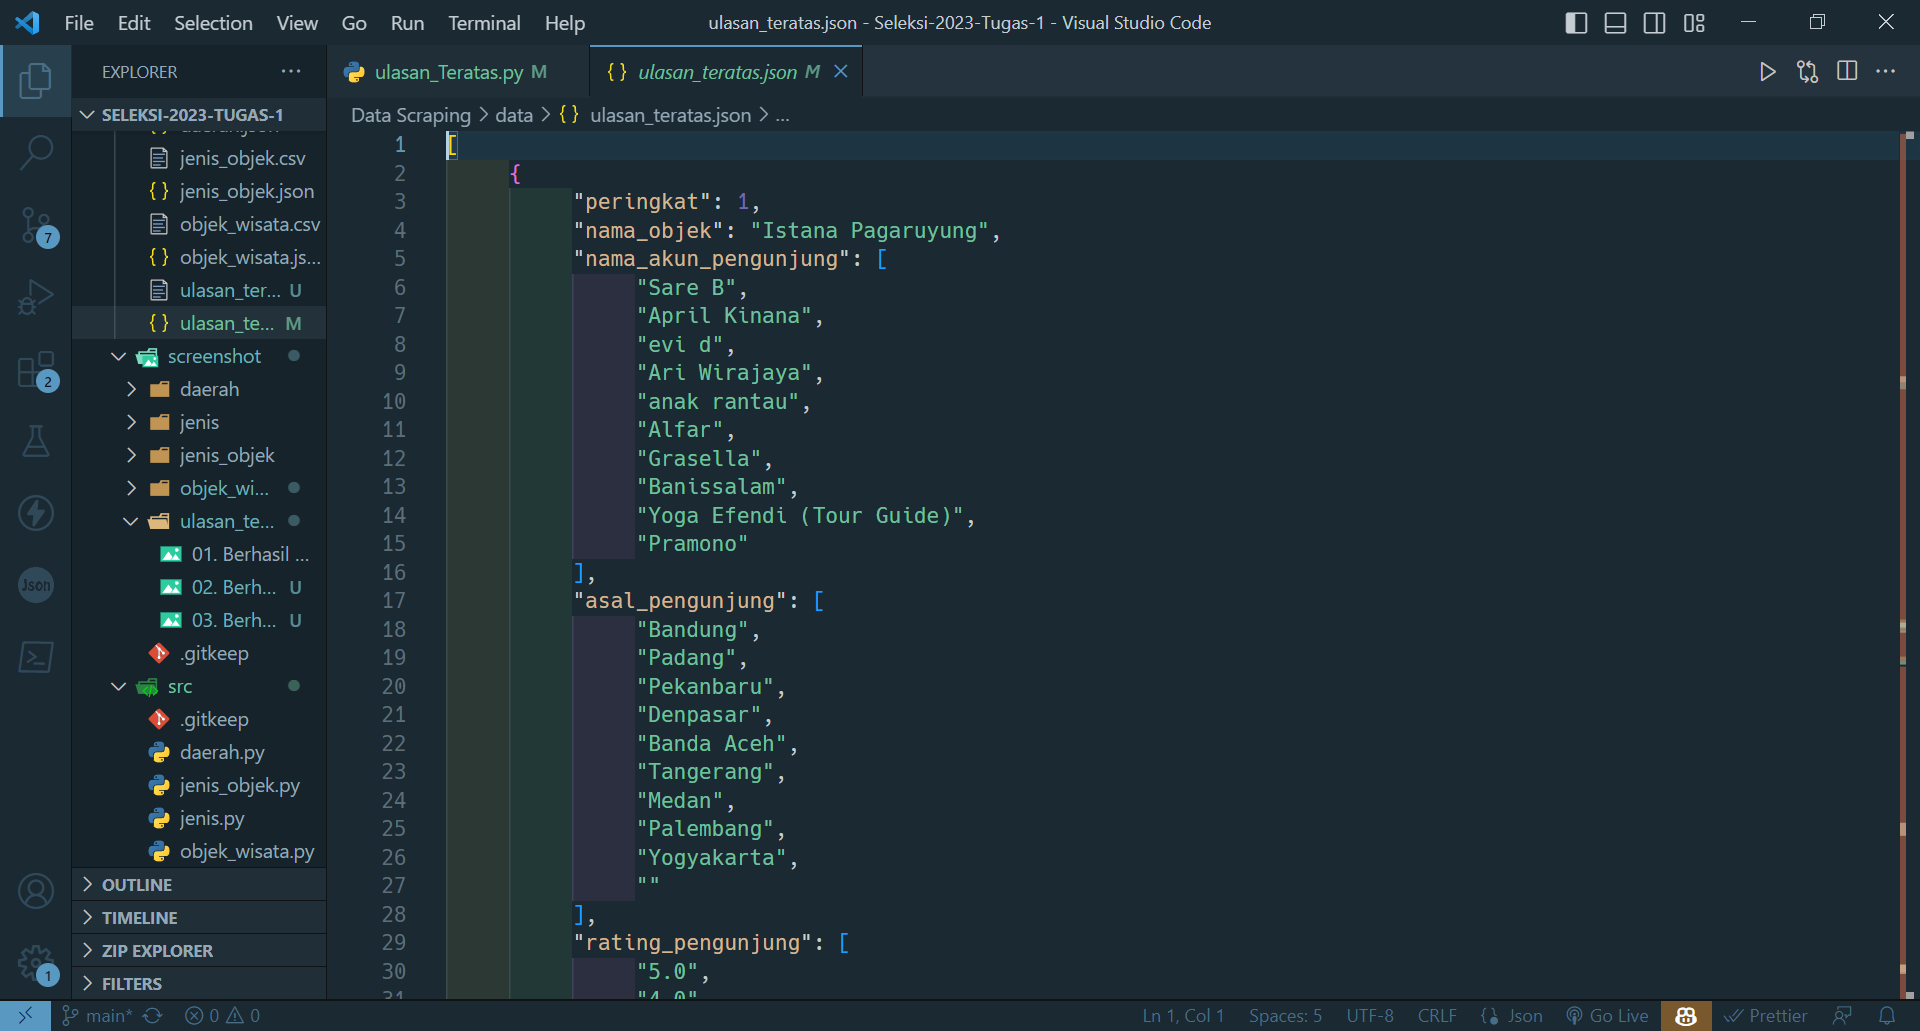 File Edit Selection View Go Run Terminal Help
ulasan_teratas.json - Seleksi-2023-Tugas-1 - Visual Studio Code
EXPLORER
ulasan_Teratas.py M
{} ulasan_teratas.json M
SELEKSI-2023-TUGAS-1
Data Scraping > data > {} ulasan_teratas.json > ...
jenis_objek.csv
{} jenis_objek.json
objek_wisata.csv
{} objek_wisata.js...
ulasan_ter... U
{} ulasan_te... M
screenshot
daerah
jenis
jenis_objek
objek_wi...
ulasan_te...
01. Berhasil ...
02. Berh... U
03. Berh... U
.gitkeep
src
.gitkeep
daerah.py
jenis_objek.py
jenis.py
objek_wisata.py
OUTLINE
TIMELINE
ZIP EXPLORER
FILTERS
7
2
Json
1
1 [
2 {
3 "peringkat": 1,
4 "nama_objek": "Istana Pagaruyung",
5 "nama_akun_pengunjung": [
6 "Sare B",
7 "April Kinana",
8 "evi d",
9 "Ari Wirajaya",
10 "anak rantau",
11 "Alfar",
12 "Grasella",
13 "Banissalam",
14 "Yoga Efendi (Tour Guide)",
15 "Pramono"
16 ],
17 "asal_pengunjung": [
18 "Bandung",
19 "Padang",
20 "Pekanbaru",
21 "Denpasar",
22 "Banda Aceh",
23 "Tangerang",
24 "Medan",
25 "Palembang",
26 "Yogyakarta",
27 ""
28 ],
29 "rating_pengunjung": [
30 "5.0",
31 "4.0"
main* 0 0
Ln 1, Col 1 Spaces: 5 UTF-8 CRLF {} Json Go Live Prettier